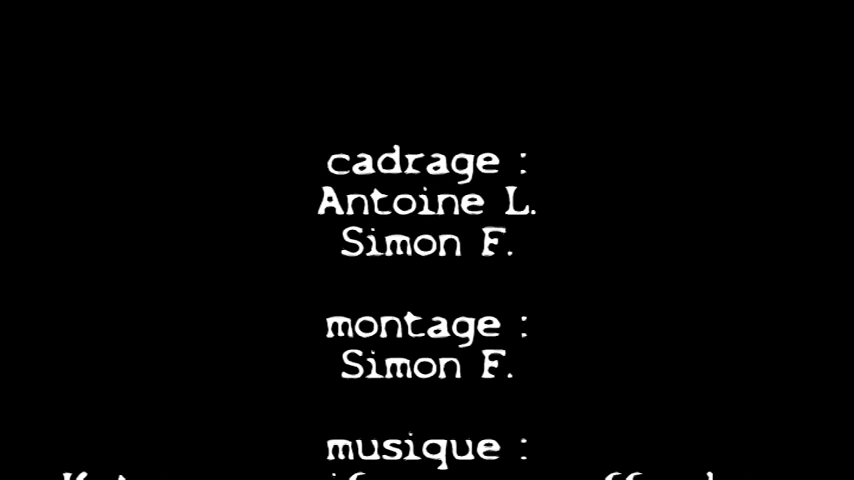 cadrage :
Antoine L.
Simon F.
montage :
Simon F.
musique :